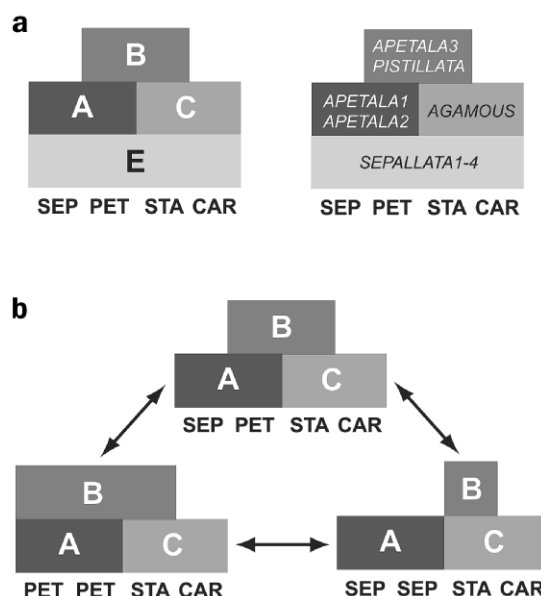 a
B
A C
E
SEP PET STA CAR
APETALA3
PISTILLATA
APETALA1
APETALA2
AGAMOUS
SEPALLATA1-4
SEP PET STA CAR
b
B
A C
SEP PET STA CAR
B
A C
PET PET STA CAR
B
A C
SEP SEP STA CAR